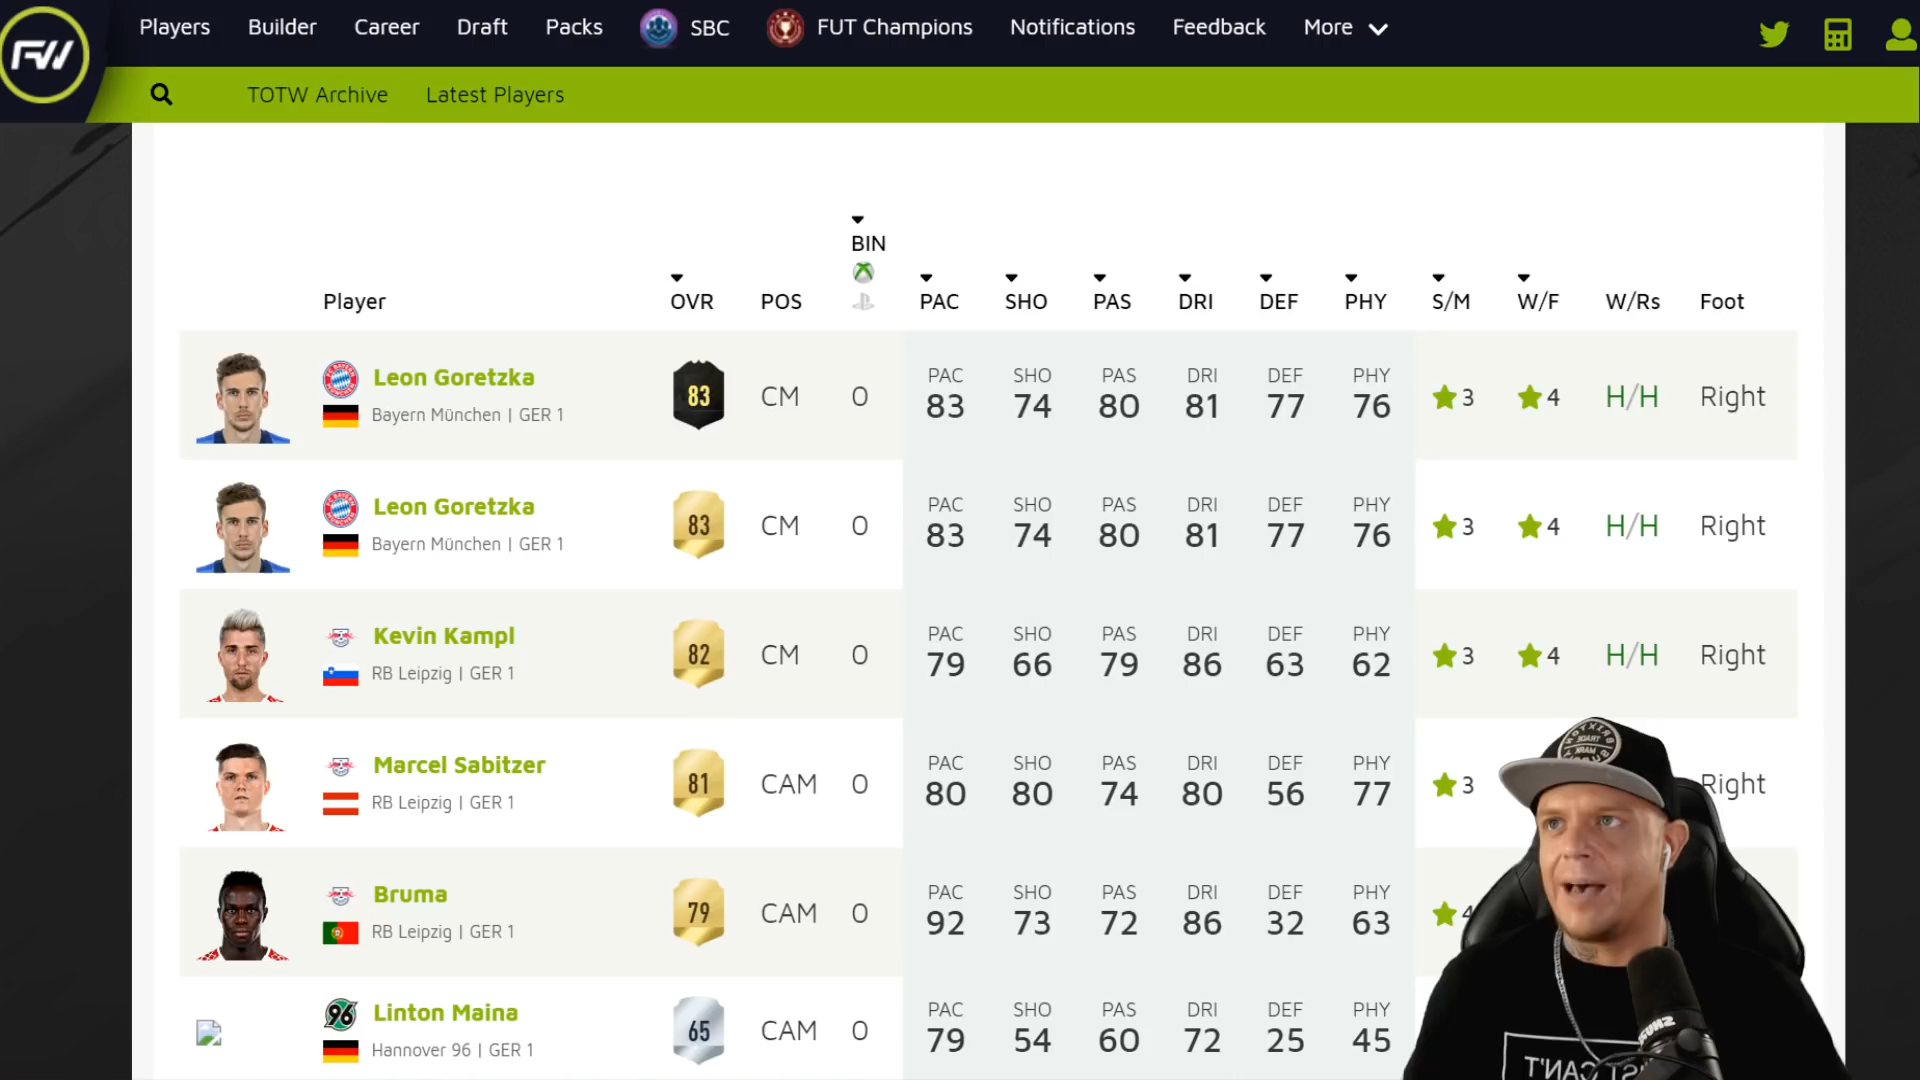 FW Players Builder Career Draft Packs SBC FUT Champions Notifications Feedback More
TOTW Archive Latest Players
BIN
Player OVR POS PAC SHO PAS DRI DEF PHY S/M W/F W/Rs Foot
Leon Goretzka
Bayern München | GER 1
83 CM 0 PAC 83 SHO 74 PAS 80 DRI 81 DEF 77 PHY 76 3 4 H/H Right
Leon Goretzka
Bayern München | GER 1
83 CM 0 PAC 83 SHO 74 PAS 80 DRI 81 DEF 77 PHY 76 3 4 H/H Right
Kevin Kampl
RB Leipzig | GER 1
82 CM 0 PAC 79 SHO 66 PAS 79 DRI 86 DEF 63 PHY 62 3 4 H/H Right
Marcel Sabitzer
RB Leipzig | GER 1
81 CAM 0 PAC 80 SHO 80 PAS 74 DRI 80 DEF 56 PHY 77 3 Right
Bruma
RB Leipzig | GER 1
79 CAM 0 PAC 92 SHO 73 PAS 72 DRI 86 DEF 32 PHY 63 4
96 Linton Maina
Hannover 96 | GER 1
65 CAM 0 PAC 79 SHO 54 PAS 60 DRI 72 DEF 25 PHY 45